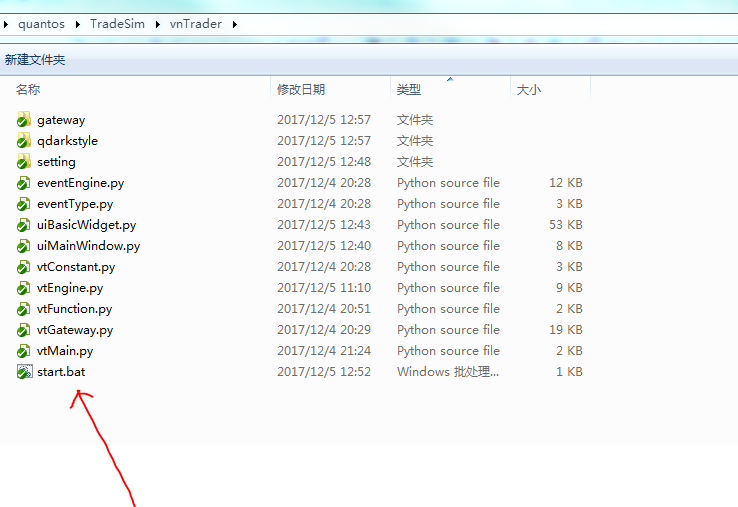 quantos TradeSim vnTrader
新建文件夹
名称 修改日期 类型 大小
gateway 2017/12/5 12:57 文件夹
qdarkstyle 2017/12/5 12:57 文件夹
setting 2017/12/5 12:48 文件夹
eventEngine.py 2017/12/4 20:28 Python source file 12 KB
eventType.py 2017/12/4 20:28 Python source file 3 KB
uiBasicWidget.py 2017/12/5 12:43 Python source file 53 KB
uiMainWindow.py 2017/12/5 12:40 Python source file 8 KB
vtConstant.py 2017/12/4 20:28 Python source file 3 KB
vtEngine.py 2017/12/5 11:10 Python source file 9 KB
vtFunction.py 2017/12/4 20:51 Python source file 2 KB
vtGateway.py 2017/12/4 20:29 Python source file 19 KB
vtMain.py 2017/12/4 21:24 Python source file 2 KB
start.bat 2017/12/5 12:52 Windows 批处理... 1 KB